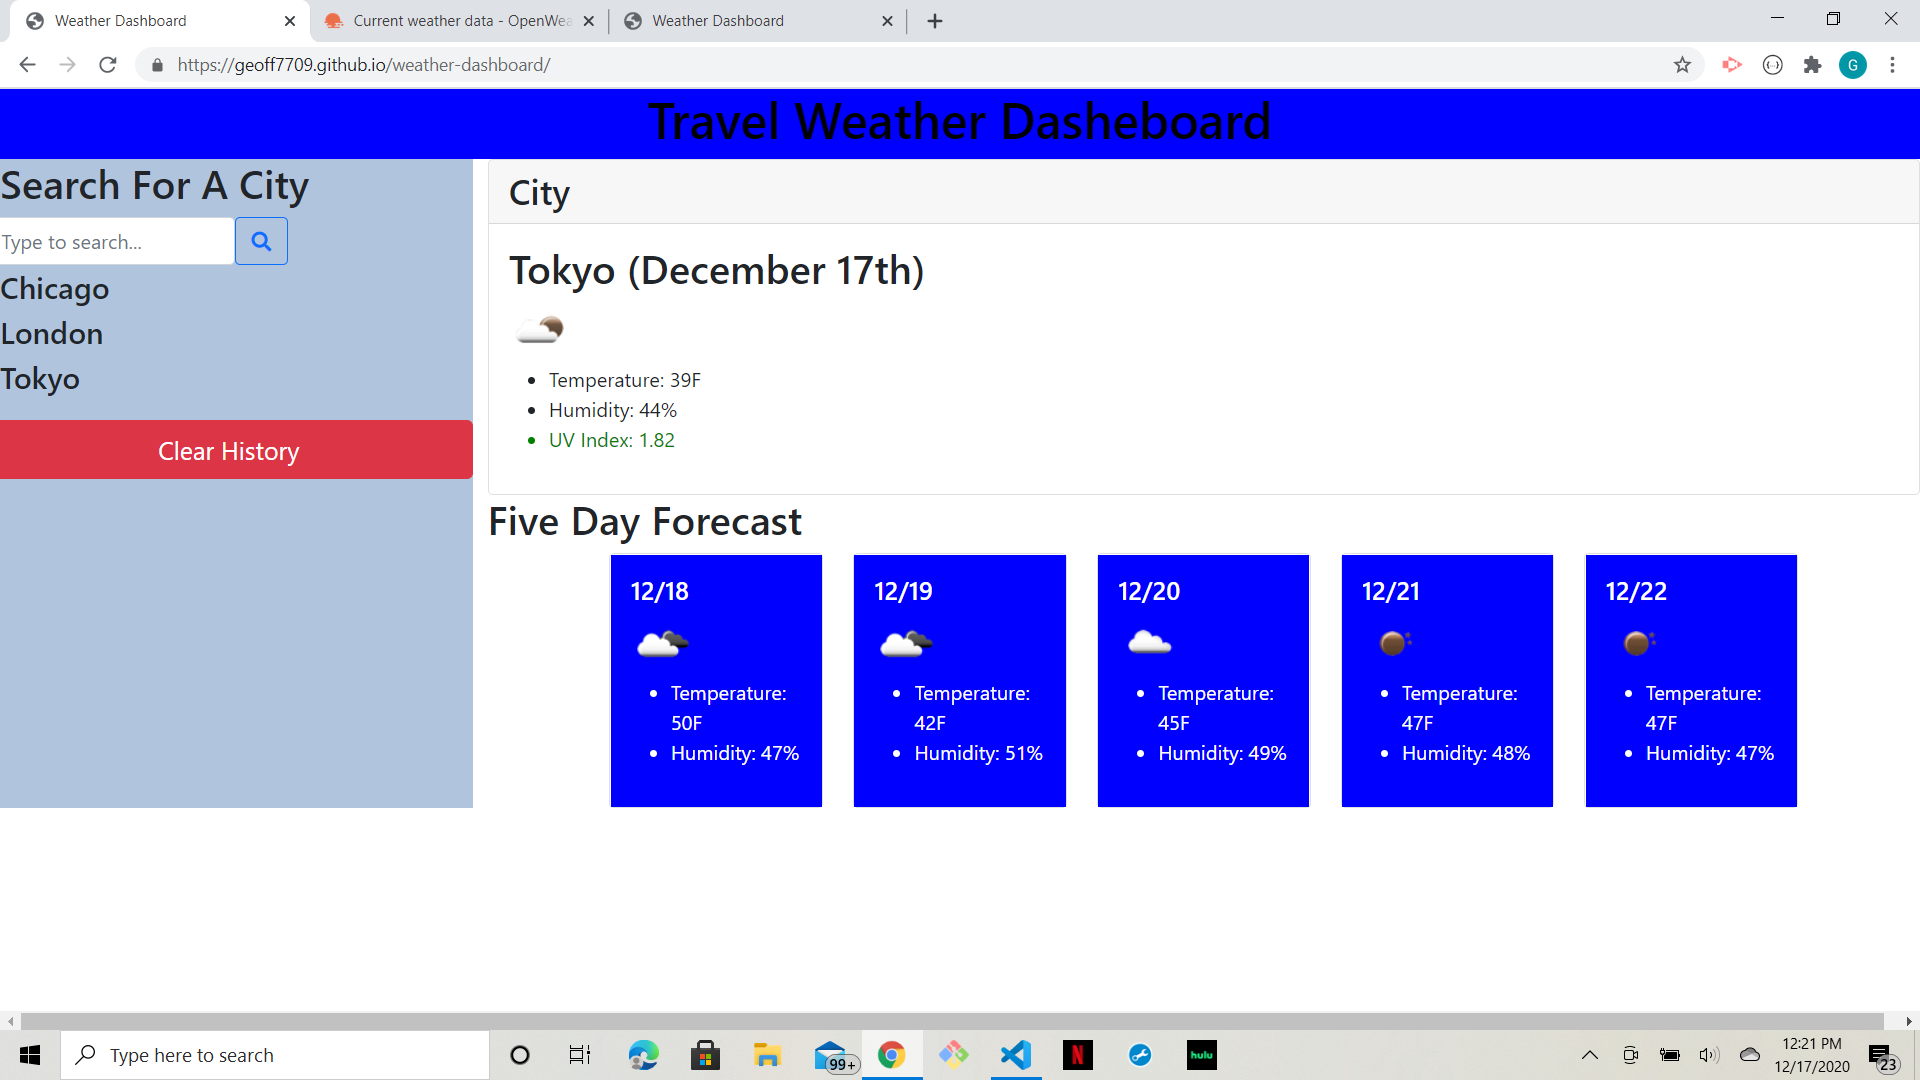 Weather Dashboard
Current weather data - OpenWea
Weather Dashboard
https://geoff7709.github.io/weather-dashboard/
G
Travel Weather Dasheboard
Search For A City
Type to search...
Chicago
London
Tokyo
Clear History
City
Tokyo (December 17th)
Temperature: 39F
Humidity: 44%
UV Index: 1.82
Five Day Forecast
12/18
Temperature:
50F
Humidity: 47%
12/19
Temperature:
42F
Humidity: 51%
12/20
Temperature:
45F
Humidity: 49%
12/21
Temperature:
47F
Humidity: 48%
12/22
Temperature:
47F
Humidity: 47%
Type here to search
99+
N
hulu
12:21 PM
12/17/2020
23